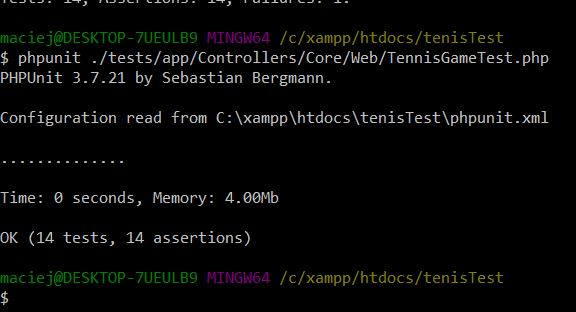 Tests: 14, Assertions: 14, Failures: 1.
maciej@DESKTOP-7UEULB9 MINGW64 /c/xampp/htdocs/tenisTest
$ phpunit ./tests/app/Controllers/Core/Web/TennisGameTest.php
PHPUnit 3.7.21 by Sebastian Bergmann.
Configuration read from C:\xampp\htdocs\tenisTest\phpunit.xml
..............
Time: 0 seconds, Memory: 4.00Mb
OK (14 tests, 14 assertions)
maciej@DESKTOP-7UEULB9 MINGW64 /c/xampp/htdocs/tenisTest
$